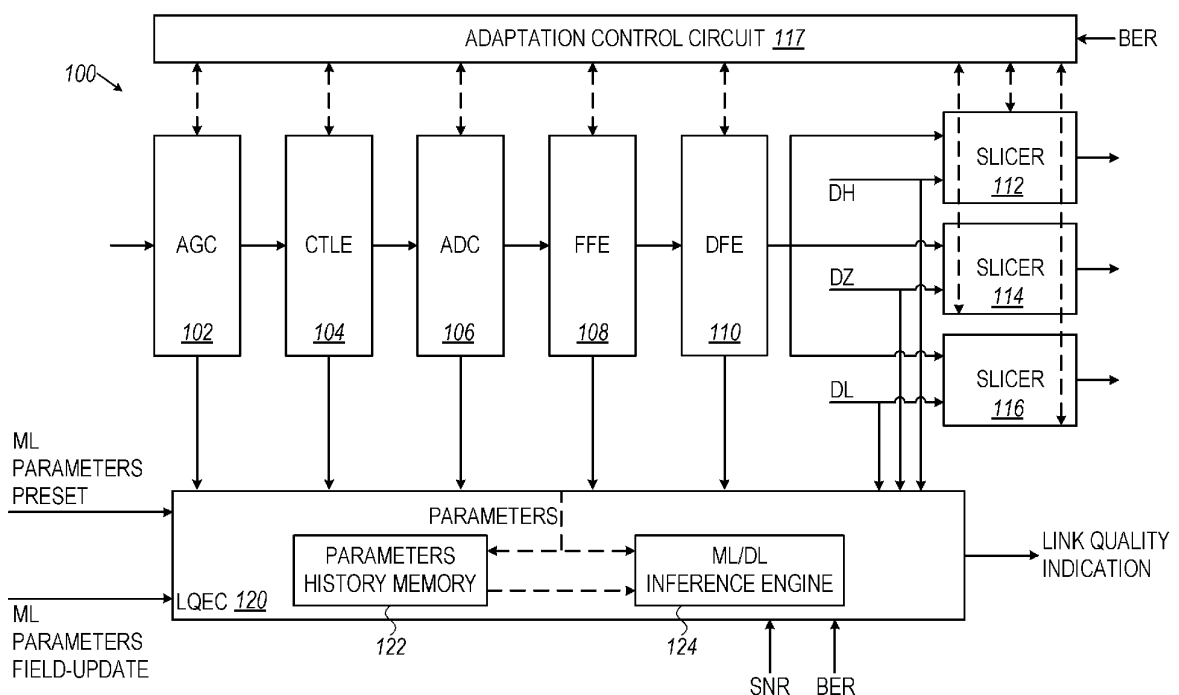 ADAPTATION CONTROL CIRCUIT 117
BER
100
AGC
102
CTLE
104
ADC
106
FFE
108
DFE
110
DH
SLICER
112
DZ
SLICER
114
DL
SLICER
116
ML
PARAMETERS
PRESET
PARAMETERS
PARAMETERS
HISTORY MEMORY
ML/DL
INFERENCE ENGINE
LINK QUALITY
INDICATION
LQEC 120
122
124
ML
PARAMETERS
FIELD-UPDATE
SNR
BER